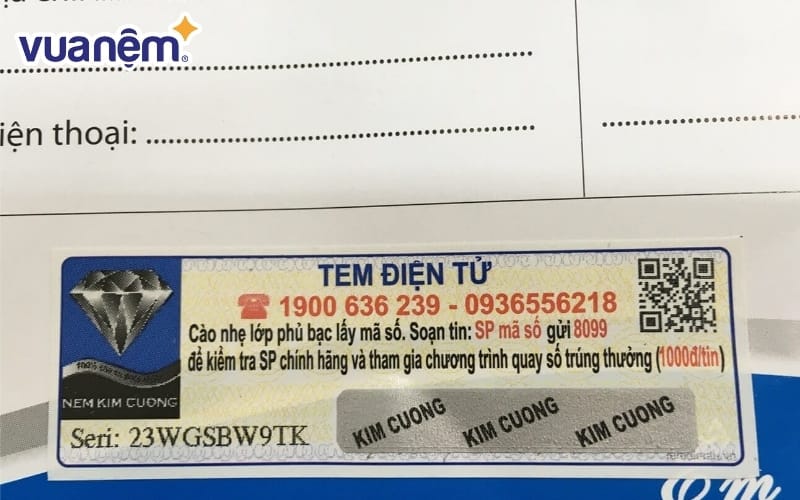 vuanệm
iện thoại:
TEM ĐIỆN TỬ
1900 636 239 - 0936556218
Cào nhẹ lớp phủ bạc lấy mã số. Soạn tin: SP mã số gửi 8099
để kiểm tra SP chính hãng và tham gia chương trình quay số trúng thưởng (1000đ/tin)
NEM KIM CUONG
Seri: 23WGSBW9TK
KIM CUONG KIM CUONG KIM CUONG